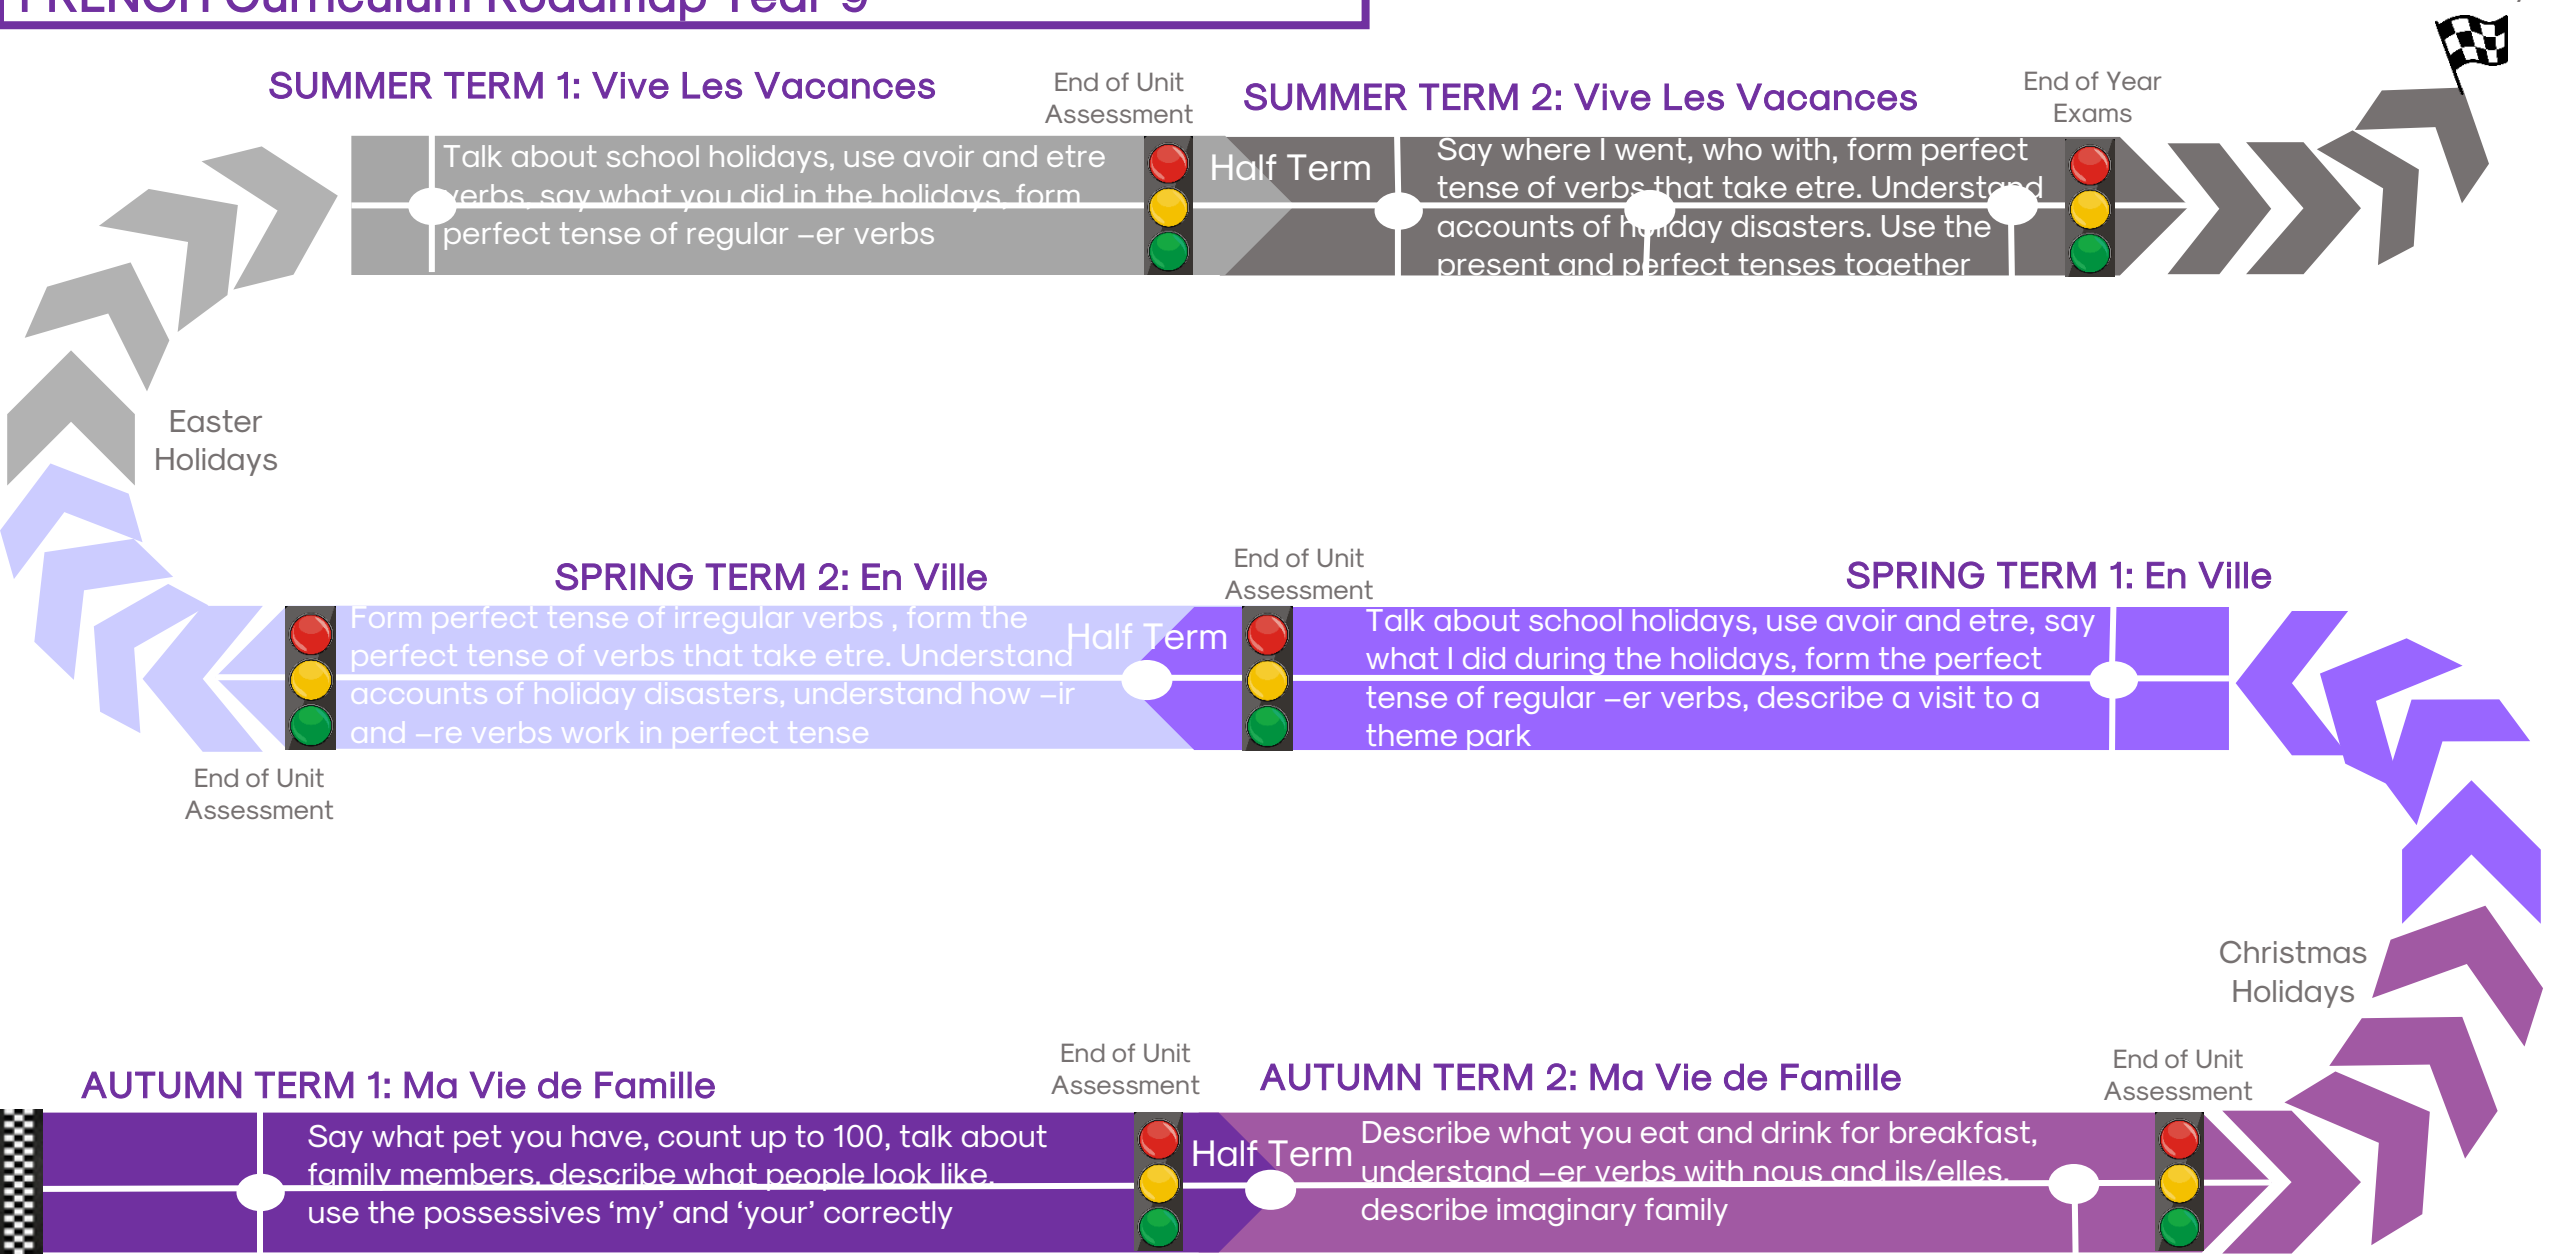 FRENCH Curriculum Roadmap Year 9
SUMMER TERM 1: Vive Les Vacances
End of Unit
Assessment
SUMMER TERM 2: Vive Les Vacances
End of Year
Exams
Talk about school holidays, use avoir and etre
verbs, say what you did in the holidays, form
perfect tense of regular –er verbs
Half Term
Say where I went, who with, form perfect
tense of verbs that take etre. Understand
accounts of holiday disasters. Use the
present and perfect tenses together
Easter
Holidays
SPRING TERM 2: En Ville
End of Unit
Assessment
SPRING TERM 1: En Ville
Form perfect tense of irregular verbs , form the
perfect tense of verbs that take etre. Understand
accounts of holiday disasters, understand how –ir
and –re verbs work in perfect tense
Half Term
Talk about school holidays, use avoir and etre, say
what I did during the holidays, form the perfect
tense of regular –er verbs, describe a visit to a
theme park
End of Unit
Assessment
Christmas
Holidays
AUTUMN TERM 1: Ma Vie de Famille
End of Unit
Assessment
AUTUMN TERM 2: Ma Vie de Famille
End of Unit
Assessment
Say what pet you have, count up to 100, talk about
family members, describe what people look like,
use the possessives ‘my’ and ‘your’ correctly
Half Term
Describe what you eat and drink for breakfast,
understand –er verbs with nous and ils/elles,
describe imaginary family